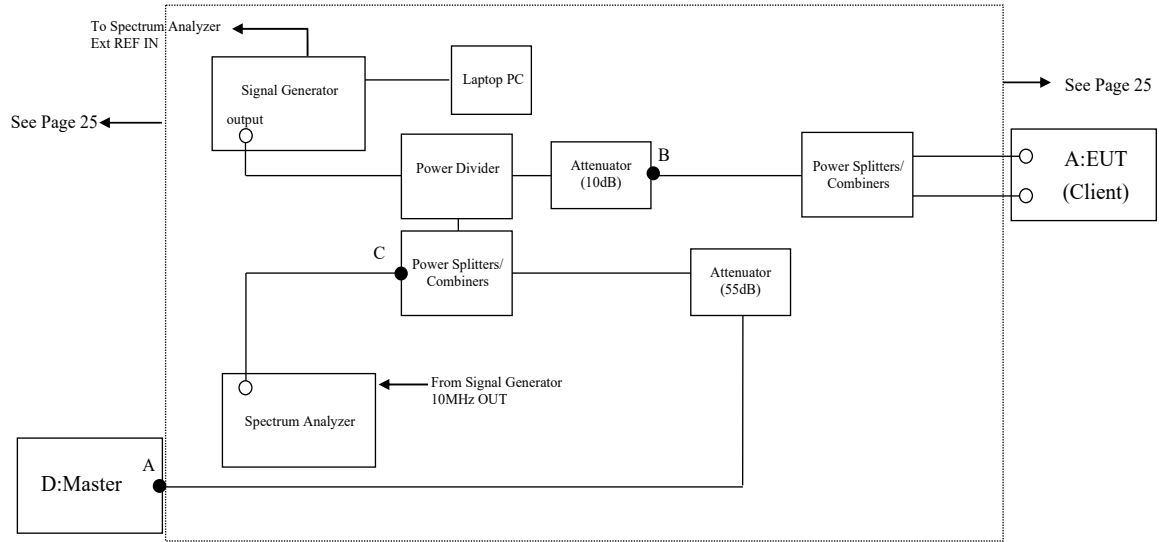 To Spectrum Analyzer
Ext REF IN
Signal Generator
Laptop PC
See Page 25
See Page 25
output
B
A:EUT
(Client)
Power Divider
Attenuator
(10dB)
Power Splitters/
Combiners
C
Power Splitters/
Combiners
Attenuator
(55dB)
From Signal Generator
10MHz OUT
Spectrum Analyzer
A
D:Master